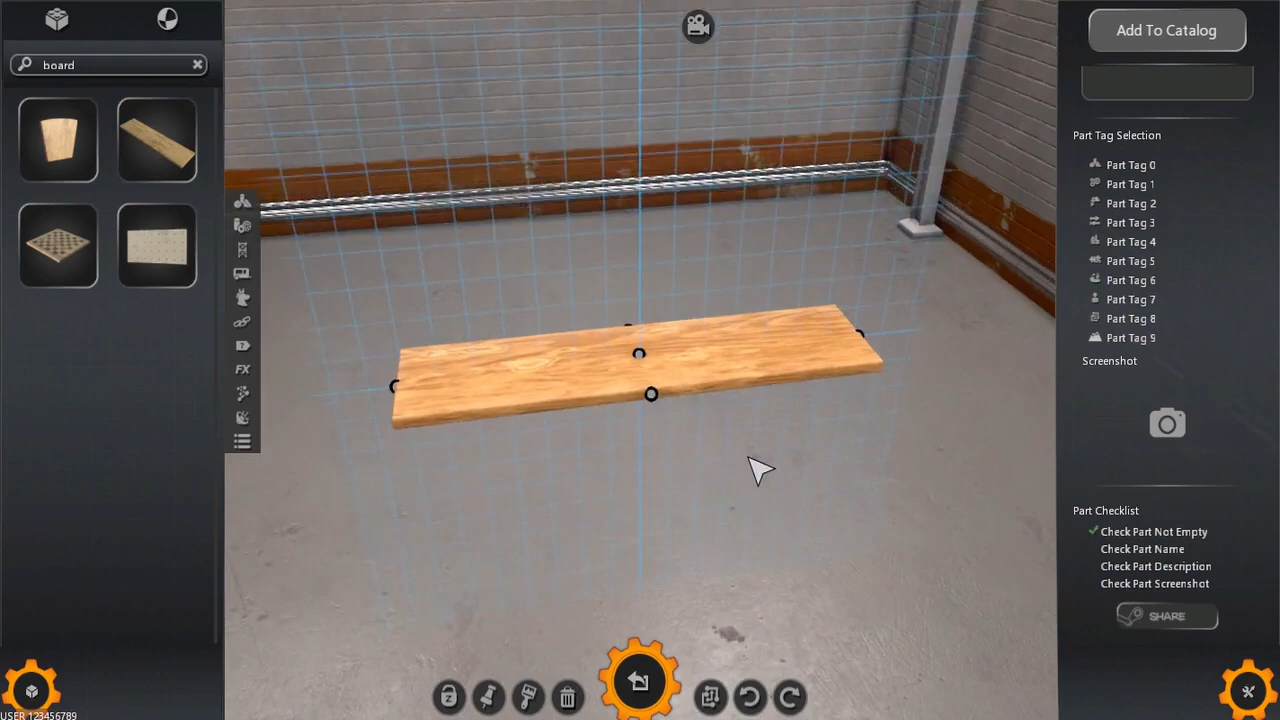 board
Add To Catalog
Part Tag Selection
Part Tag 0
Part Tag 1
Part Tag 2
Part Tag 3
Part Tag 4
Part Tag 5
Part Tag 6
Part Tag 7
Part Tag 8
Part Tag 9
Screenshot
Part Checklist
Check Part Not Empty
Check Part Name
Check Part Description
Check Part Screenshot
SHARE
FX
?
Z
USER 123456789